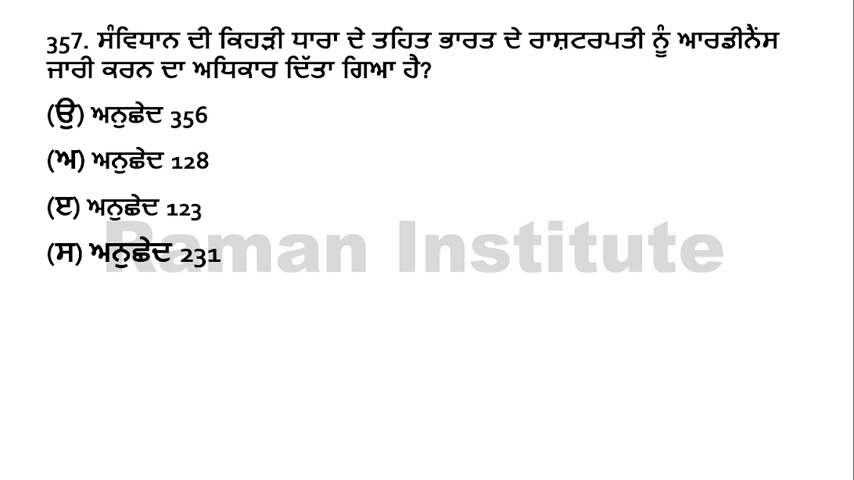 357. ਸੰਵਿਧਾਨ ਦੀ ਕਿਹੜੀ ਧਾਰਾ ਦੇ ਤਹਿਤ ਭਾਰਤ ਦੇ ਰਾਸ਼ਟਰਪਤੀ ਨੂੰ ਆਰਡੀਨੈਂਸ
ਜਾਰੀ ਕਰਨ ਦਾ ਅਧਿਕਾਰ ਦਿੱਤਾ ਗਿਆ ਹੈ?
(ਉ) ਅਨੁਛੇਦ 356
(ਅ) ਅਨੁਛੇਦ 128
(ੲ) ਅਨੁਛੇਦ 123
(ਸ) ਅਨੁਛੇਦ 231
Raman Institute